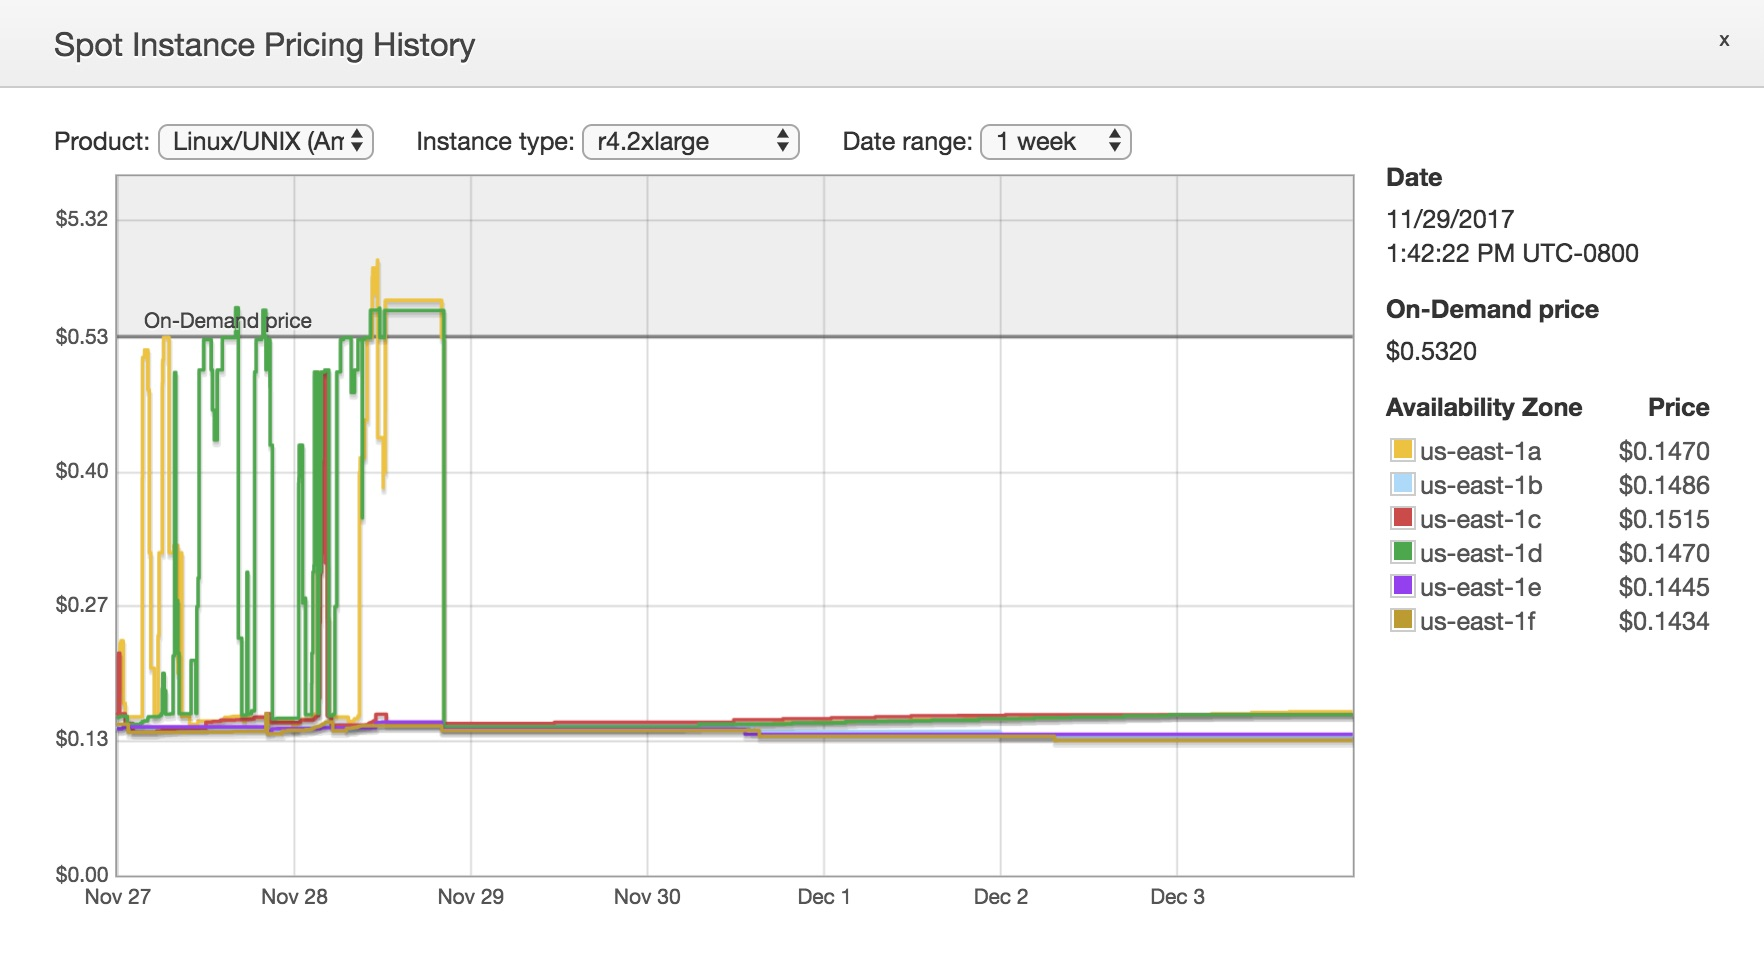 Spot Instance Pricing History
x
Product: Linux/UNIX (Am Instance type: r4.2xlarge Date range: 1 week
$5.32
On-Demand price
$0.53
$0.40
$0.27
$0.13
$0.00
Nov 27 Nov 28 Nov 29 Nov 30 Dec 1 Dec 2 Dec 3
Date
11/29/2017
1:42:22 PM UTC-0800
On-Demand price
$0.5320
Availability Zone Price
us-east-1a $0.1470
us-east-1b $0.1486
us-east-1c $0.1515
us-east-1d $0.1470
us-east-1e $0.1445
us-east-1f $0.1434